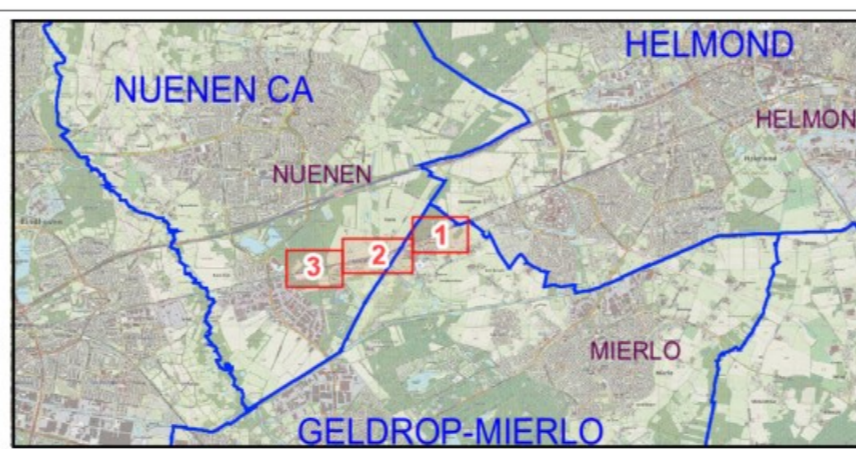 HELMOND
NUENEN CA
HELMON
NUENEN
1
2
3
MIERLO
GELDROP-MIERLO